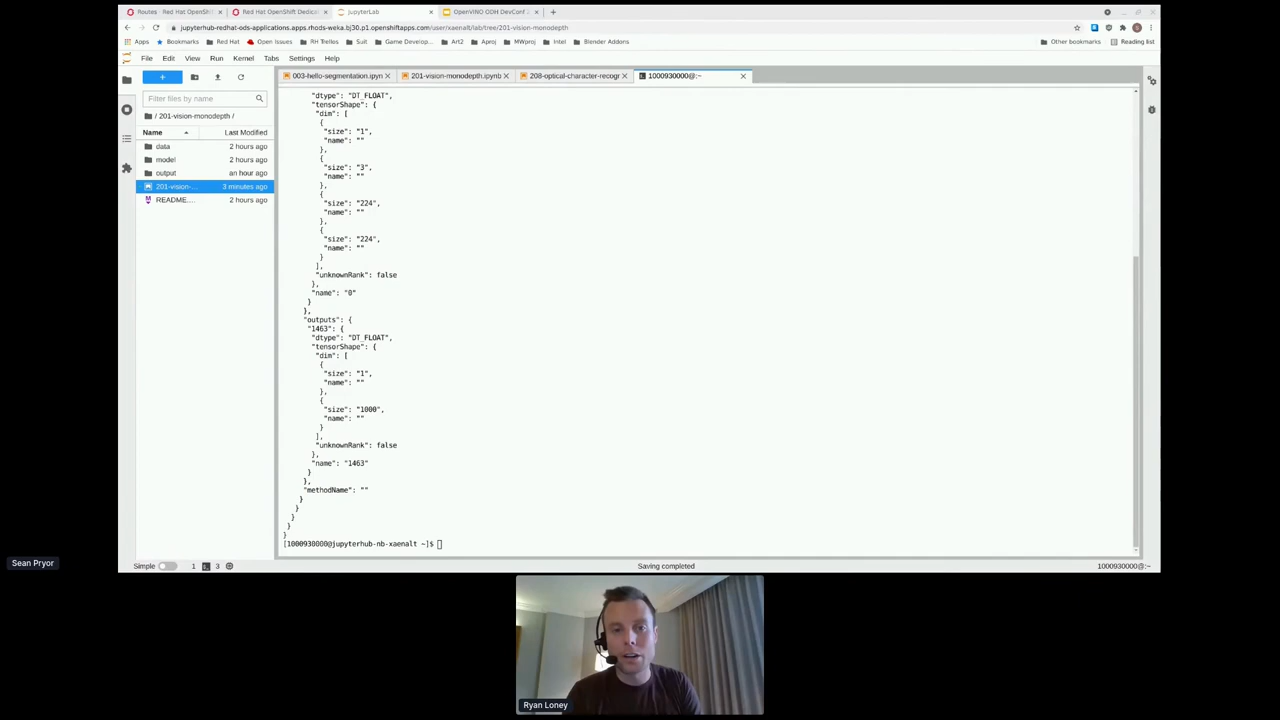 Routes · Red Hat OpenShift
Red Hat OpenShift Dedicat
JupyterLab
OpenVINO ODH DevConf
jupyterhub-redhat-ods-applications.apps.rhods-weka.bj30.p1.openshiftapps.com/user/xaenalt/lab/tree/201-vision-monodepth
Apps
Bookmarks
Red Hat
Open issues
RH Trelles
Suit
Game Develop...
Art2
Aproj
MWproj
Intel
Blender Addons
Other bookmarks
Reading list
File
Edit
View
Run
Kernel
Tabs
Settings
Help
003-hello-segmentation.ipyn
201-vision-monodepth.ipynb
208-optical-character-recogr
1000930000@:~
Filter files by name
/ 201-vision-monodepth /
Name
Last Modified
data
2 hours ago
model
2 hours ago
output
an hour ago
201-vision-...
3 minutes ago
README....
2 hours ago
"dtype": "DT_FLOAT",
"tensorShape": {
"dim": [
{
"size": "1",
"name": ""
},
{
"size": "3",
"name": ""
},
{
"size": "224",
"name": ""
},
{
"size": "224",
"name": ""
}
],
"unknownRank": false
},
"name": "0"
}
},
"outputs": {
"1463": {
"dtype": "DT_FLOAT",
"tensorShape": {
"dim": [
{
"size": "1",
"name": ""
},
{
"size": "1000",
"name": ""
}
],
"unknownRank": false
},
"name": "1463"
}
},
"methodName": ""
}
}
}
}
}
[1000930000@jupyterhub-nb-xaenalt ~]$
Simple
1
3
Saving completed
1000930000@:~
Sean Pryor
Ryan Loney